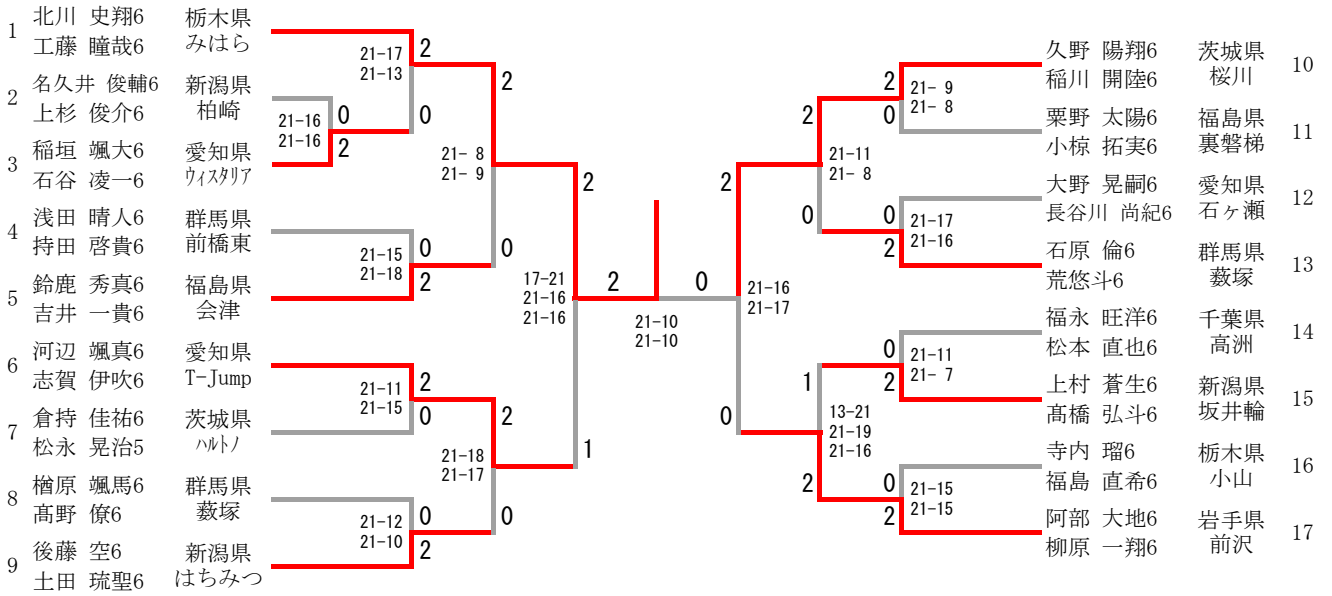 1 北川 史翔6 栃木県
工藤 瞳哉6 みはら
2 名久井 俊輔6 新潟県
上杉 俊介6 柏崎
3 稲垣 颯大6 愛知県
石谷 凌一6 ウィスタリア
4 浅田 晴人6 群馬県
持田 啓貴6 前橋東
5 鈴鹿 秀真6 福島県
吉井 一貴6 会津
6 河辺 颯真6 愛知県
志賀 伊吹6 T-Jump
7 倉持 佳祐6 茨城県
松永 晃治5 ハルトノ
8 楢原 颯馬6 群馬県
髙野 僚6 藪塚
9 後藤 空6 新潟県
土田 琉聖6 はちみつ
21-17 2
21-13
0
21-16 0
21-16 2
21-15 0
21-18 2
21-11 2
21-15 0
21-12 0
21-10 2
2
21- 8
21- 9
0
2
21-18
21-17
0
2
17-21
21-16
21-16
1
2 0
21-10
21-10
2
21-16
21-17
0
2
21-11
21- 8
0
1
13-21
21-19
21-16
2
2 21- 9
0 21- 8
0 21-17
2 21-16
0 21-11
2 21- 7
0 21-15
2 21-15
久野 陽翔6 茨城県 10
稲川 開陸6 桜川
粟野 太陽6 福島県 11
小椋 拓実6 裏磐梯
大野 晃嗣6 愛知県 12
長谷川 尚紀6 石ヶ瀬
石原 倫6 群馬県 13
荒悠斗6 藪塚
福永 旺洋6 千葉県 14
松本 直也6 高洲
上村 蒼生6 新潟県 15
髙橋 弘斗6 坂井輪
寺内 瑠6 栃木県 16
福島 直希6 小山
阿部 大地6 岩手県 17
柳原 一翔6 前沢